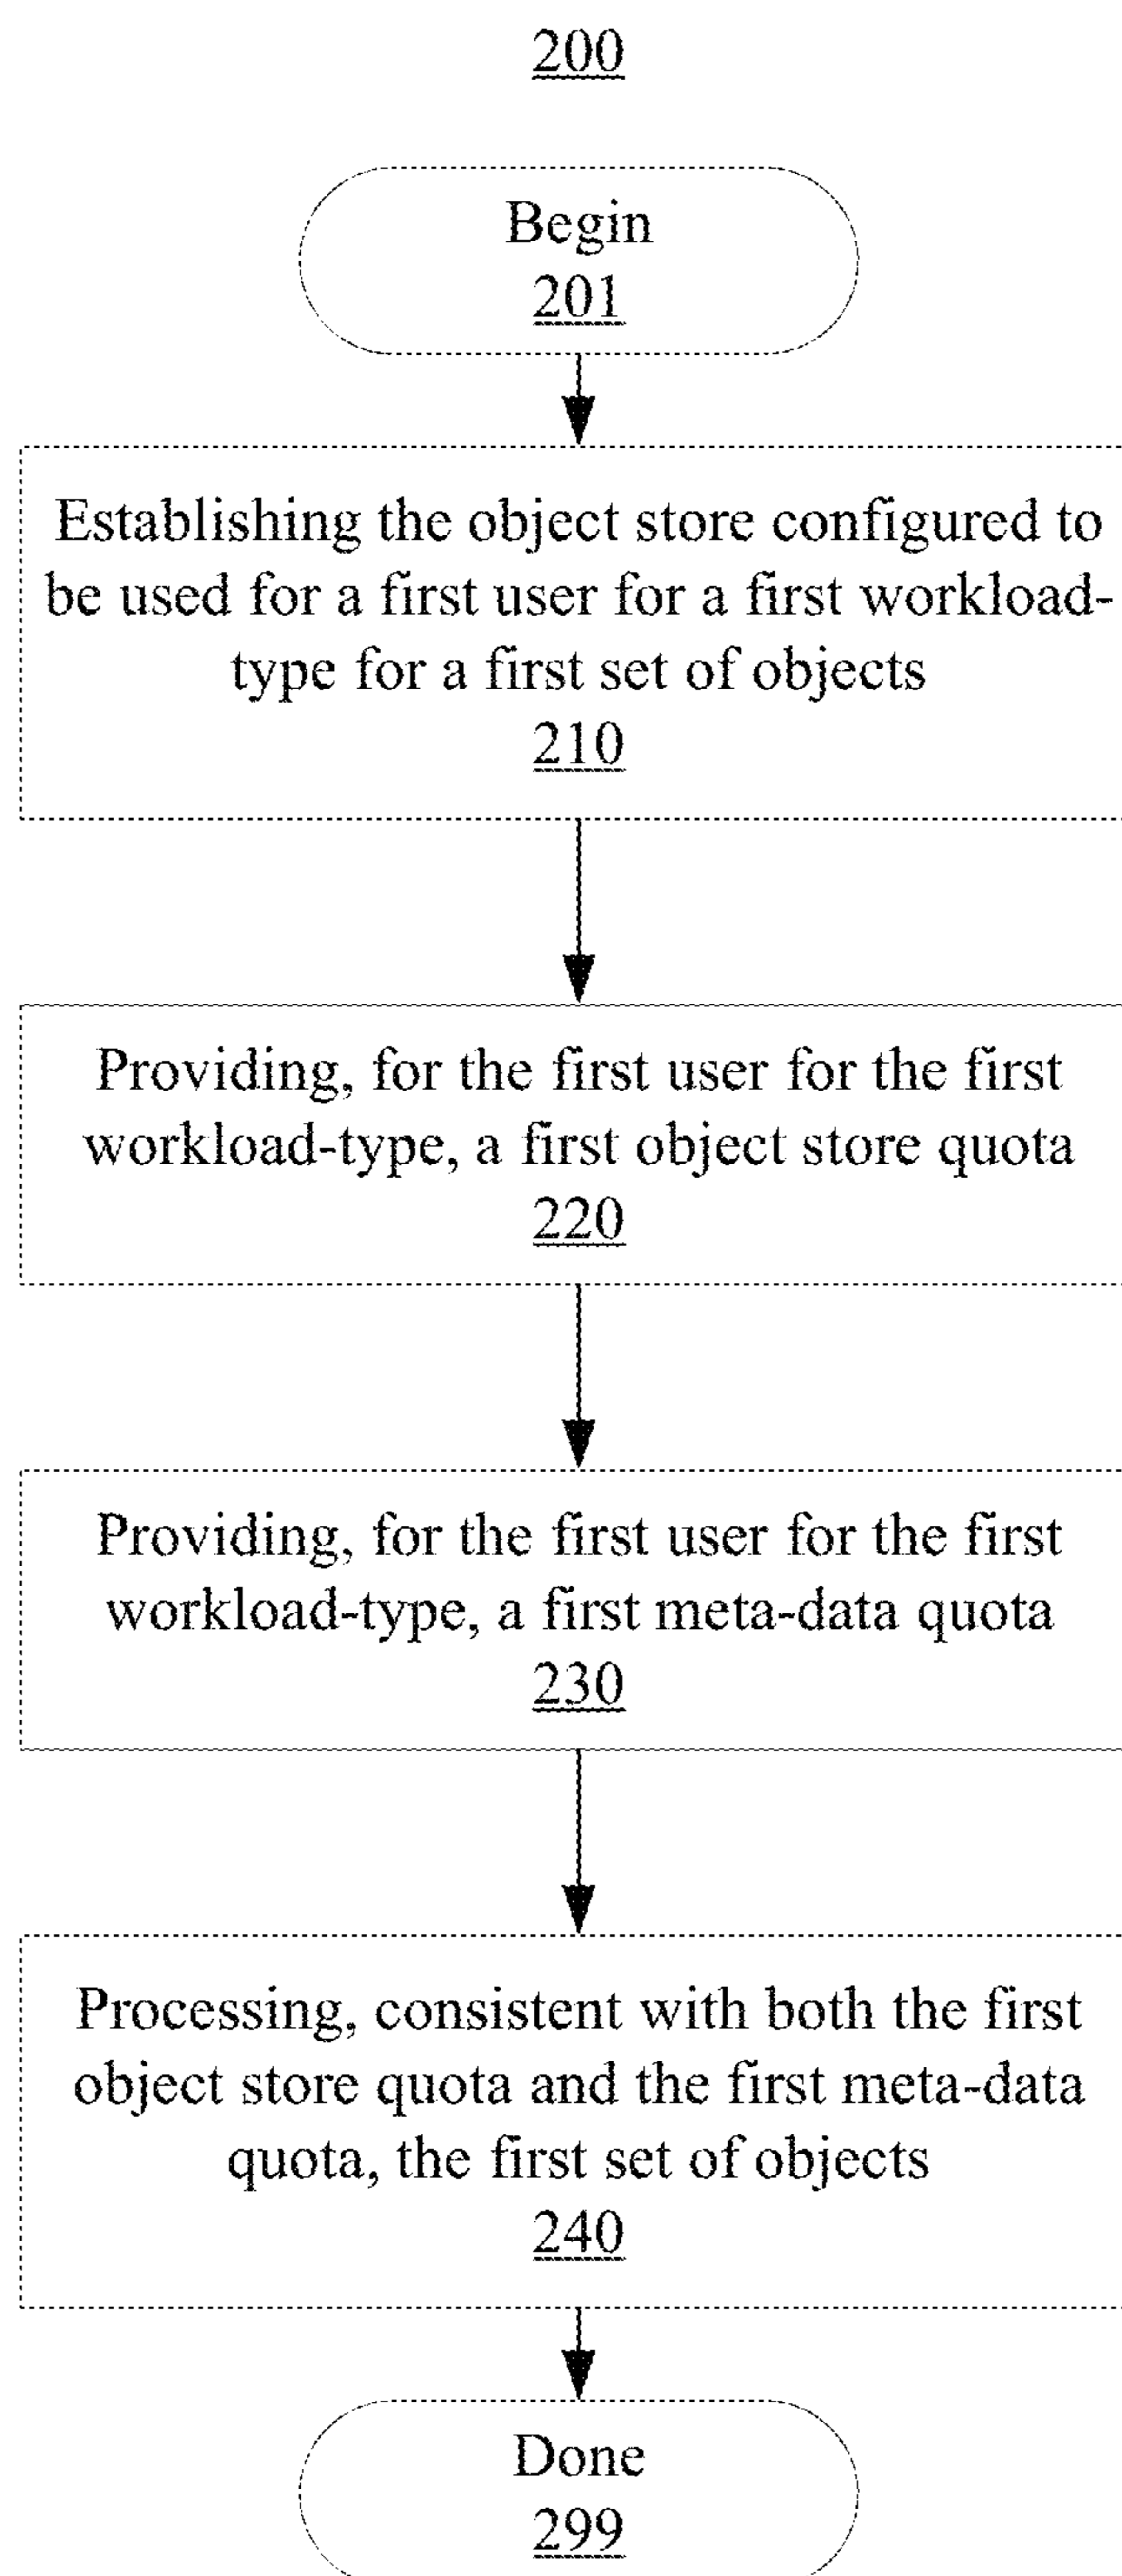 200
Begin
201
Establishing the object store configured to
be used for a first user for a first workload-
type for a first set of objects
210
Providing, for the first user for the first
workload-type, a first object store quota
220
Providing, for the first user for the first
workload-type, a first meta-data quota
230
Processing, consistent with both the first
object store quota and the first meta-data
quota, the first set of objects
240
Done
299